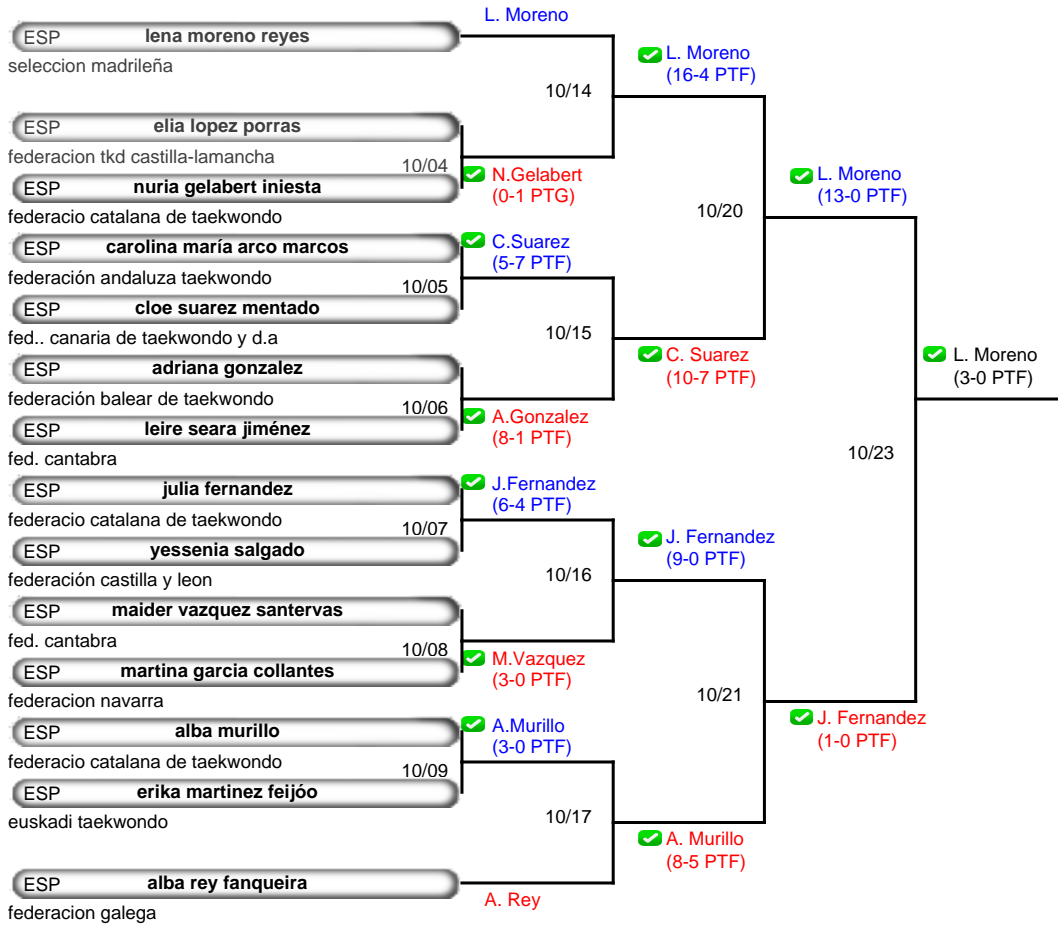 L. Moreno
ESP lena moreno reyes
seleccion madrileña
L. Moreno
(16-4 PTF)
10/14
ESP elia lopez porras
federacion tkd castilla-lamancha
10/04
N.Gelabert
(0-1 PTG)
ESP nuria gelabert iniesta
federacio catalana de taekwondo
L. Moreno
(13-0 PTF)
10/20
ESP carolina maría arco marcos
C.Suarez
(5-7 PTF)
federación andaluza taekwondo
10/05
ESP cloe suarez mentado
fed.. canaria de taekwondo y d.a
10/15
C. Suarez
(10-7 PTF)
L. Moreno
(3-0 PTF)
ESP adriana gonzalez
federación balear de taekwondo
10/06
A.Gonzalez
(8-1 PTF)
ESP leire seara jiménez
fed. cantabra
10/23
ESP julia fernandez
J.Fernandez
(6-4 PTF)
federacio catalana de taekwondo
10/07
ESP yessenia salgado
federación castilla y leon
J. Fernandez
(9-0 PTF)
10/16
ESP maider vazquez santervas
fed. cantabra
10/08
M.Vazquez
(3-0 PTF)
ESP martina garcia collantes
federacion navarra
10/21
J. Fernandez
(1-0 PTF)
ESP alba murillo
A.Murillo
(3-0 PTF)
federacio catalana de taekwondo
10/09
ESP erika martinez feijóo
euskadi taekwondo
10/17
A. Murillo
(8-5 PTF)
ESP alba rey fanqueira
A. Rey
federacion galega